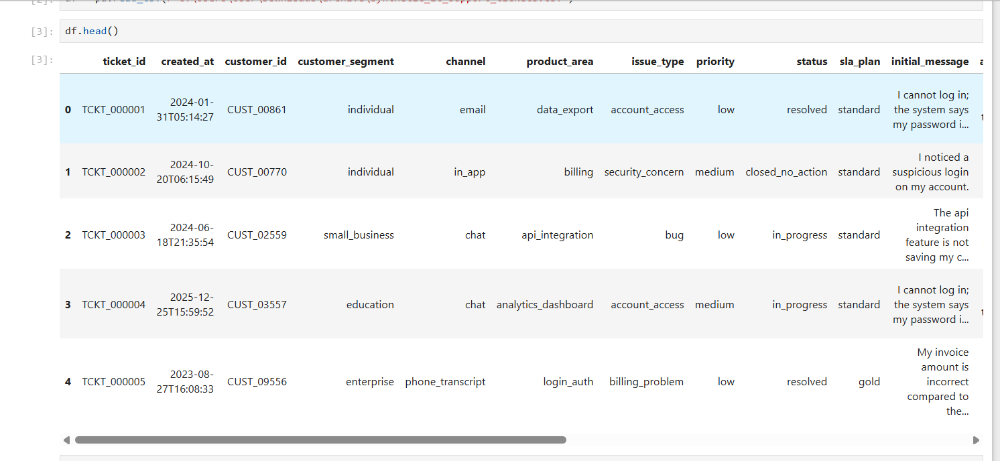 [3]: df.head()
[3]:
ticket_id created_at customer_id customer_segment channel product_area issue_type priority status sla_plan initial_message
0 TCKT_000001 2024-01-31T05:14:27 CUST_00861 individual email data_export account_access low resolved standard I cannot log in; the system says my password i...
1 TCKT_000002 2024-10-20T06:15:49 CUST_00770 individual in_app billing security_concern medium closed_no_action standard I noticed a suspicious login on my account.
2 TCKT_000003 2024-06-18T21:35:54 CUST_02559 small_business chat api_integration bug low in_progress standard The api integration feature is not saving my c...
3 TCKT_000004 2025-12-25T15:59:52 CUST_03557 education chat analytics_dashboard account_access medium in_progress standard I cannot log in; the system says my password i...
4 TCKT_000005 2023-08-27T16:08:33 CUST_09556 enterprise phone_transcript login_auth billing_problem low resolved gold My invoice amount is incorrect compared to the...